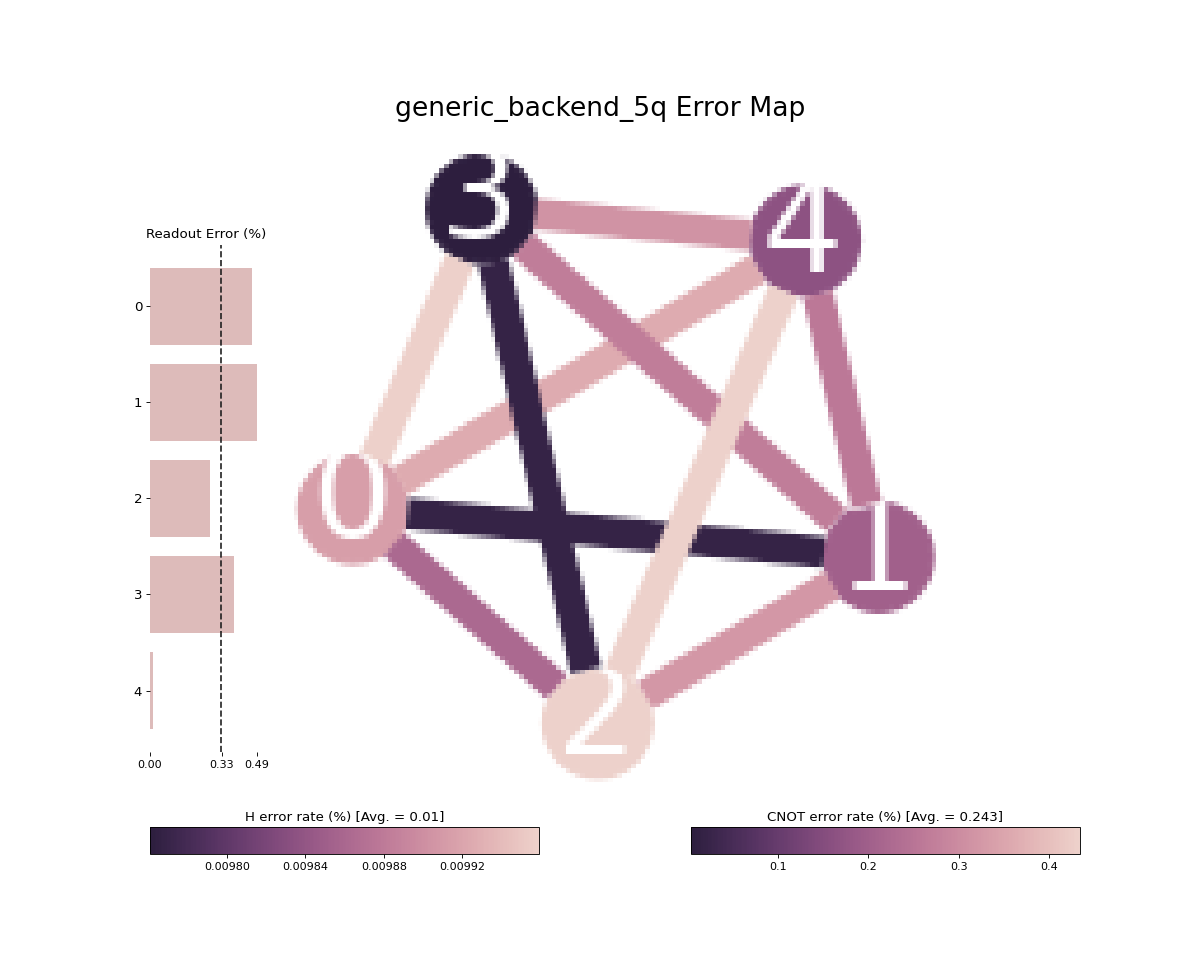 generic_backend_5q Error Map
3
4
Readout Error (%)
0
1
2
3
4
0
1
2
0.00 0.33 0.49
H error rate (%) [Avg. = 0.01]
0.00980 0.00984 0.00988 0.00992
CNOT error rate (%) [Avg. = 0.243]
0.1 0.2 0.3 0.4